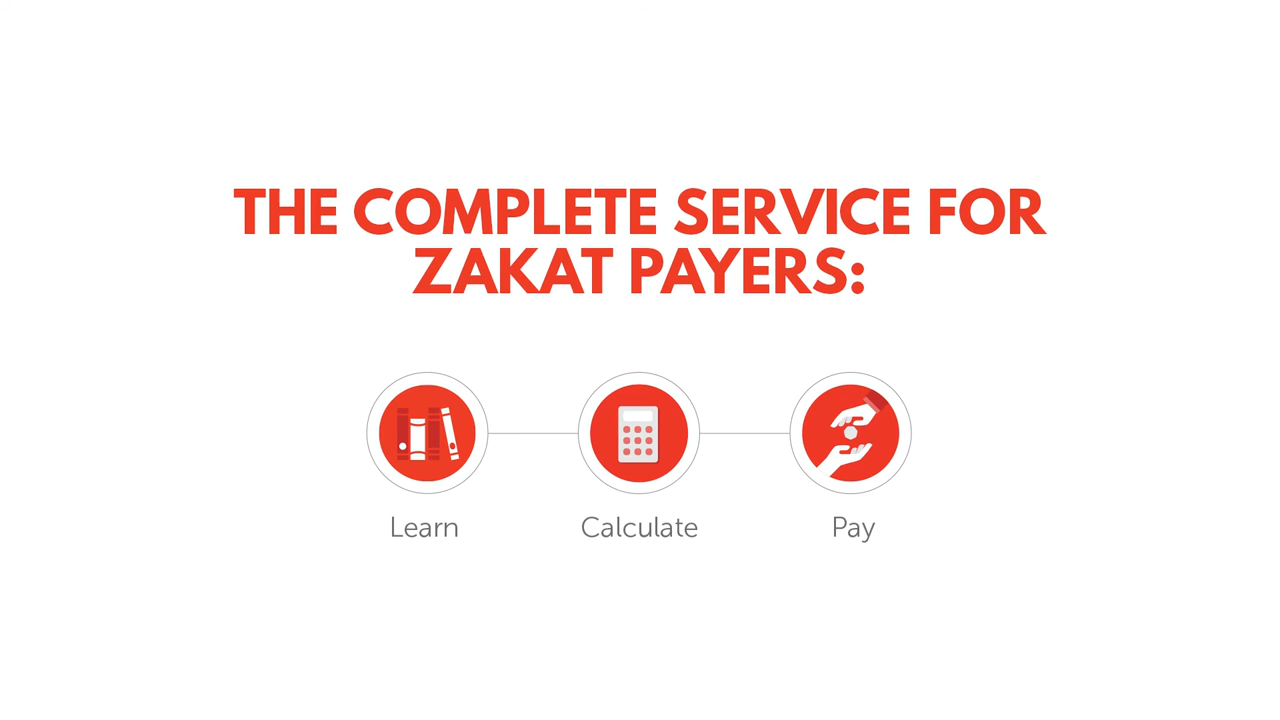 THE COMPLETE SERVICE FOR
ZAKAT PAYERS:
Learn
Calculate
Pay